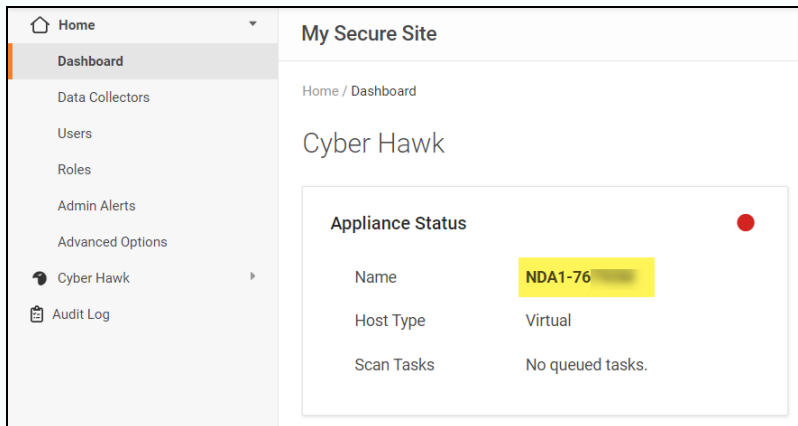 Home
Dashboard
Data Collectors
Users
Roles
Admin Alerts
Advanced Options
Cyber Hawk
Audit Log
My Secure Site
Home / Dashboard
Cyber Hawk
Appliance Status
Name NDA1-76
Host Type Virtual
Scan Tasks No queued tasks.